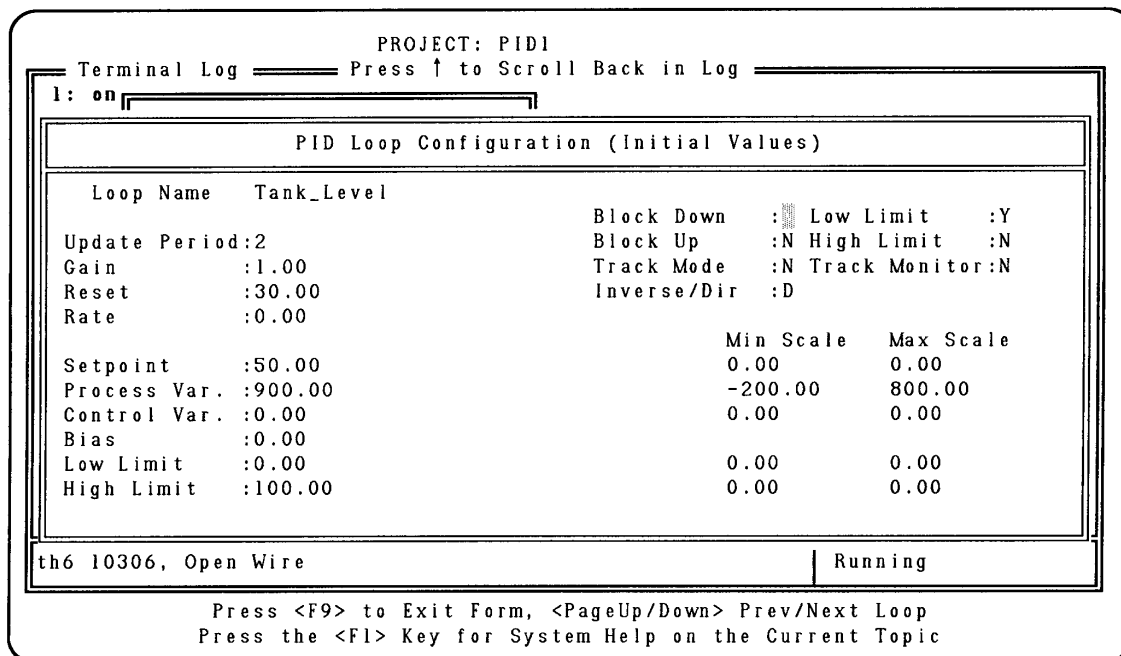 PROJECT: PID1
Terminal Log Press ↑ to Scroll Back in Log
1: on
PID Loop Configuration (Initial Values)
Loop Name Tank_Level
Block Down : Low Limit :Y
Update Period:2 Block Up :N High Limit :N
Gain :1.00 Track Mode :N Track Monitor:N
Reset :30.00 Inverse/Dir :D
Rate :0.00
Min Scale Max Scale
Setpoint :50.00 0.00 0.00
Process Var. :900.00 -200.00 800.00
Control Var. :0.00 0.00 0.00
Bias :0.00
Low Limit :0.00 0.00 0.00
High Limit :100.00 0.00 0.00
th6 10306, Open Wire Running
Press <F9> to Exit Form, <PageUp/Down> Prev/Next Loop
Press the <F1> Key for System Help on the Current Topic